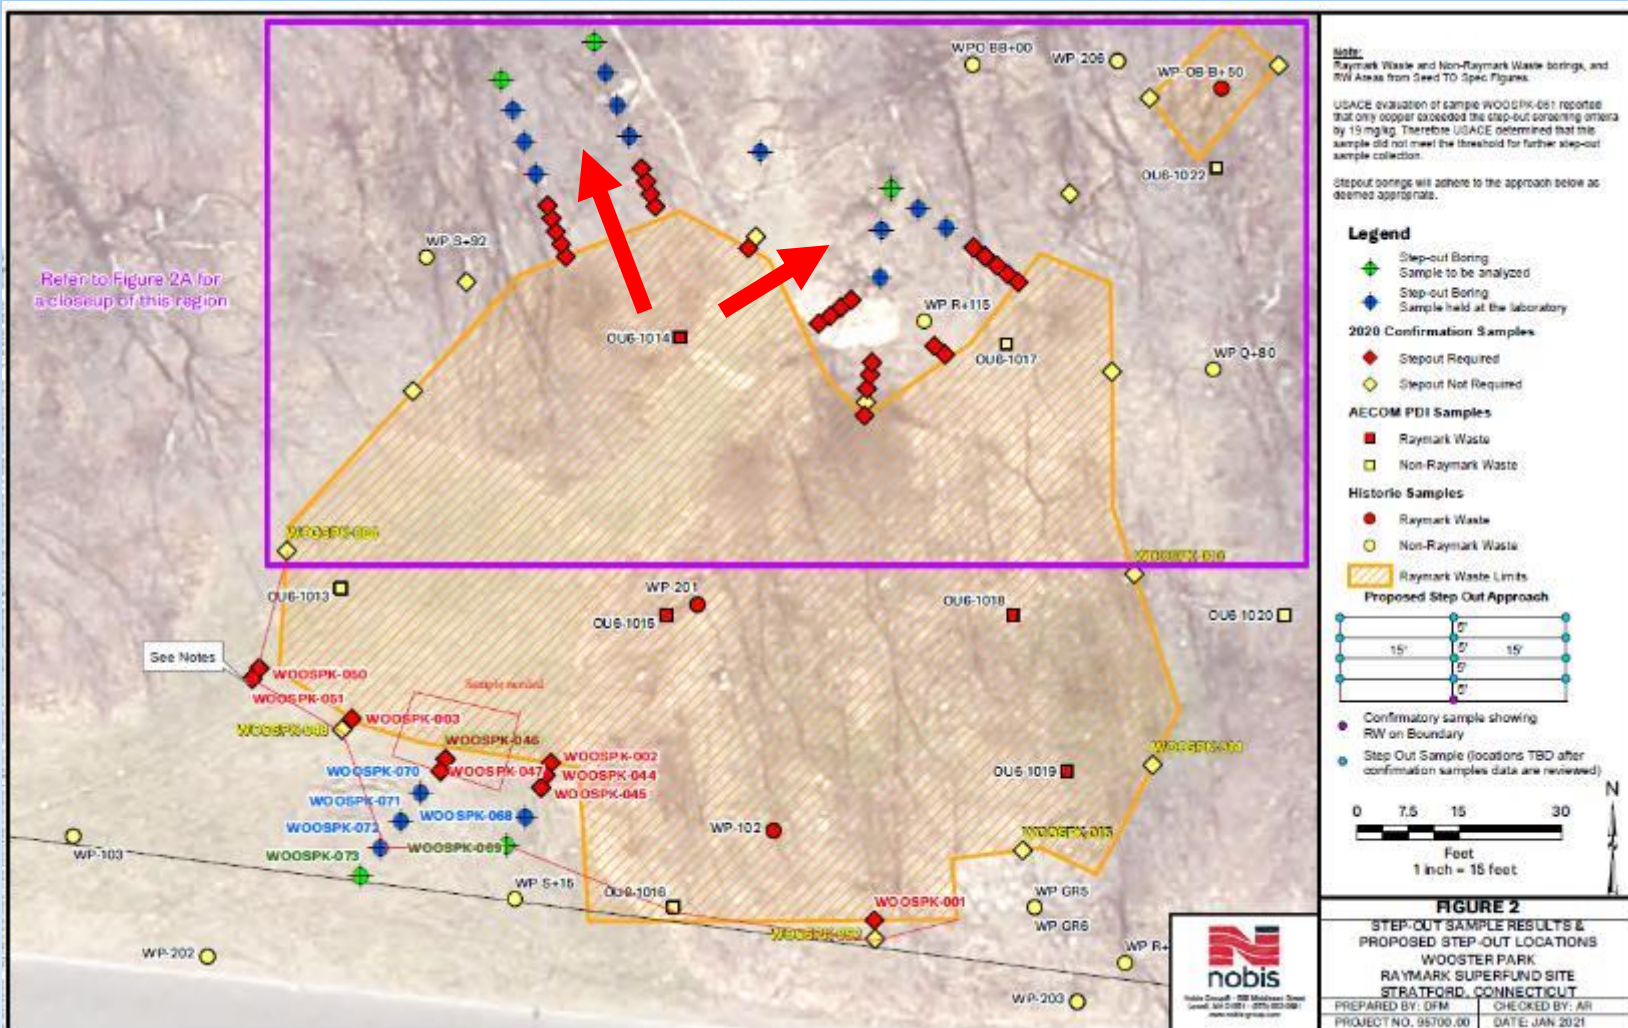 WPO BB+00
WP-206
WP-OB-B+50
OU6-1022
WP S+92
Refer to Figure 2A for
a closeup of this region
OU6-1014
WP R+115
OU6-1017
WP Q+80
OU6-1013
WP-201
OU6-1015
OU6-1018
OU6-1020
See Notes
WOOSPK-050
WOOSPK-051
Sample needed
WOOSPK-003
WOOSPK-048
WOOSPK-046
WOOSPK-002
WOOSPK-070
WOOSPK-047
WOOSPK-044
WOOSPK-045
OU6-1019
WOOSPK-071
WOOSPK-068
WOOSPK-072
WOOSPK-069
WP-102
WP-103
WOOSPK-073
WP S+15
OU6-1016
WP GR5
WOOSPK-001
WP GR6
WP R+
WP-202
WP-203
Note:
Raymark Waste and Non-Raymark Waste borings, and
RW Areas from Seed TO Spec Figures.
USACE evaluation of sample WOOSPK-051 reported
that only copper exceeded the step-out screening criteria
by 19 mg/kg. Therefore USACE determined that this
sample did not meet the threshold for further step-out
sample collection.
Stepout borings will adhere to the approach below as
deemed appropriate.
Legend
Step-out Boring
Sample to be analyzed
Step-out Boring
Sample held at the laboratory
2020 Confirmation Samples
Stepout Required
Stepout Not Required
AECOM PDI Samples
Raymark Waste
Non-Raymark Waste
Historic Samples
Raymark Waste
Non-Raymark Waste
Raymark Waste Limits
Proposed Step Out Approach
5'
15' 5' 15'
5'
5'
Confirmatory sample showing
RW on Boundary
Step Out Sample (locations TBD after
confirmation samples data are reviewed)
N
0 7.5 15 30
Feet
1 inch = 15 feet
nobis
FIGURE 2
STEP-OUT SAMPLE RESULTS &
PROPOSED STEP-OUT LOCATIONS
WOOSTER PARK
RAYMARK SUPERFUND SITE
STRATFORD, CONNECTICUT
PREPARED BY: DFM CHECKED BY: AR
PROJECT NO. 95700.00 DATE: JAN 2021